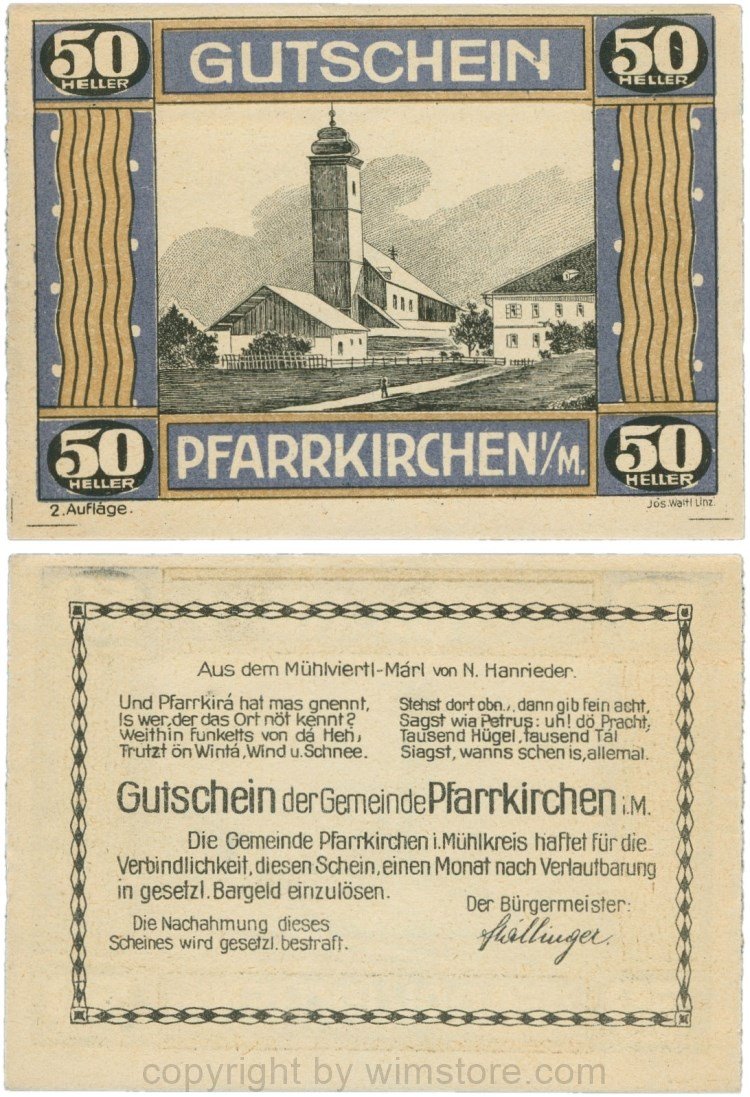 50 HELLER
GUTSCHEIN
50 HELLER
50 HELLER
PFARRKIRCHEN I/M.
50 HELLER
2. Auflage.
Jos. Waitl Linz.
Aus dem Mühlviertl-Márl von N. Hanrieder.
Und Pfarrkirá hat mas gnennt,
Is wer, der das Ort nöt kennt?
Weithin funkelts von dá Heh,
Trutzt ön Wintá, Wind u. Schnee.
Stehst dort obn., dann gib fein acht,
Sagst wia Petrus: uh! dö Pracht,
Tausend Hügel, tausend Tál
Siagst, wanns schen is, allemal.
Gutschein der Gemeinde Pfarrkirchen i. M.
Die Gemeinde Pfarrkirchen i. Mühlkreis haftet für die
Verbindlichkeit, diesen Schein, einen Monat nach Verlautbarung
in gesetzl. Bargeld einzulösen.
Der Bürgermeister:
Die Nachahmung dieses
Scheines wird gesetzl. bestraft.
copyright by wimstore.com